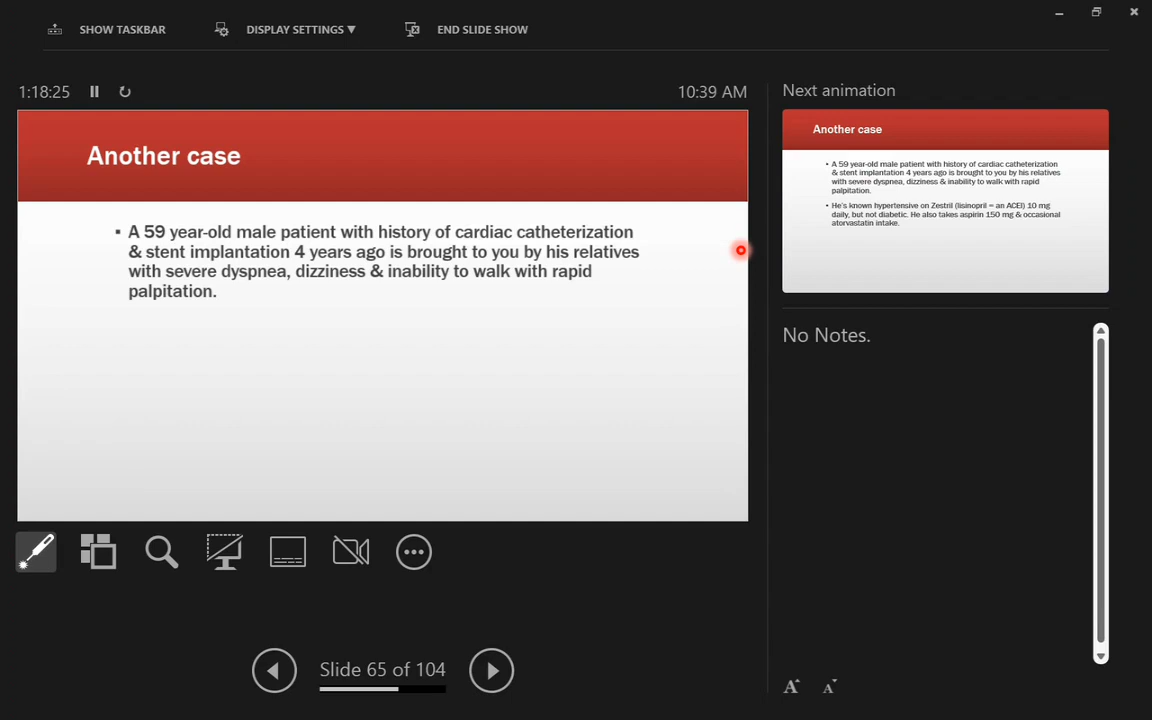 SHOW TASKBAR
DISPLAY SETTINGS ▼
END SLIDE SHOW
1:18:25
10:39 AM
Another case
▪ A 59 year-old male patient with history of cardiac catheterization
& stent implantation 4 years ago is brought to you by his relatives
with severe dyspnea, dizziness & inability to walk with rapid
palpitation.
Next animation
Another case
▪ A 59 year-old male patient with history of cardiac catheterization
& stent implantation 4 years ago is brought to you by his relatives
with severe dyspnea, dizziness & inability to walk with rapid
palpitation.
▪ He's known hypertensive on Zestril (lisinopril = an ACEI) 10 mg
daily, but not diabetic. He also takes aspirin 150 mg & occasional
atorvastatin intake.
No Notes.
Slide 65 of 104
A A